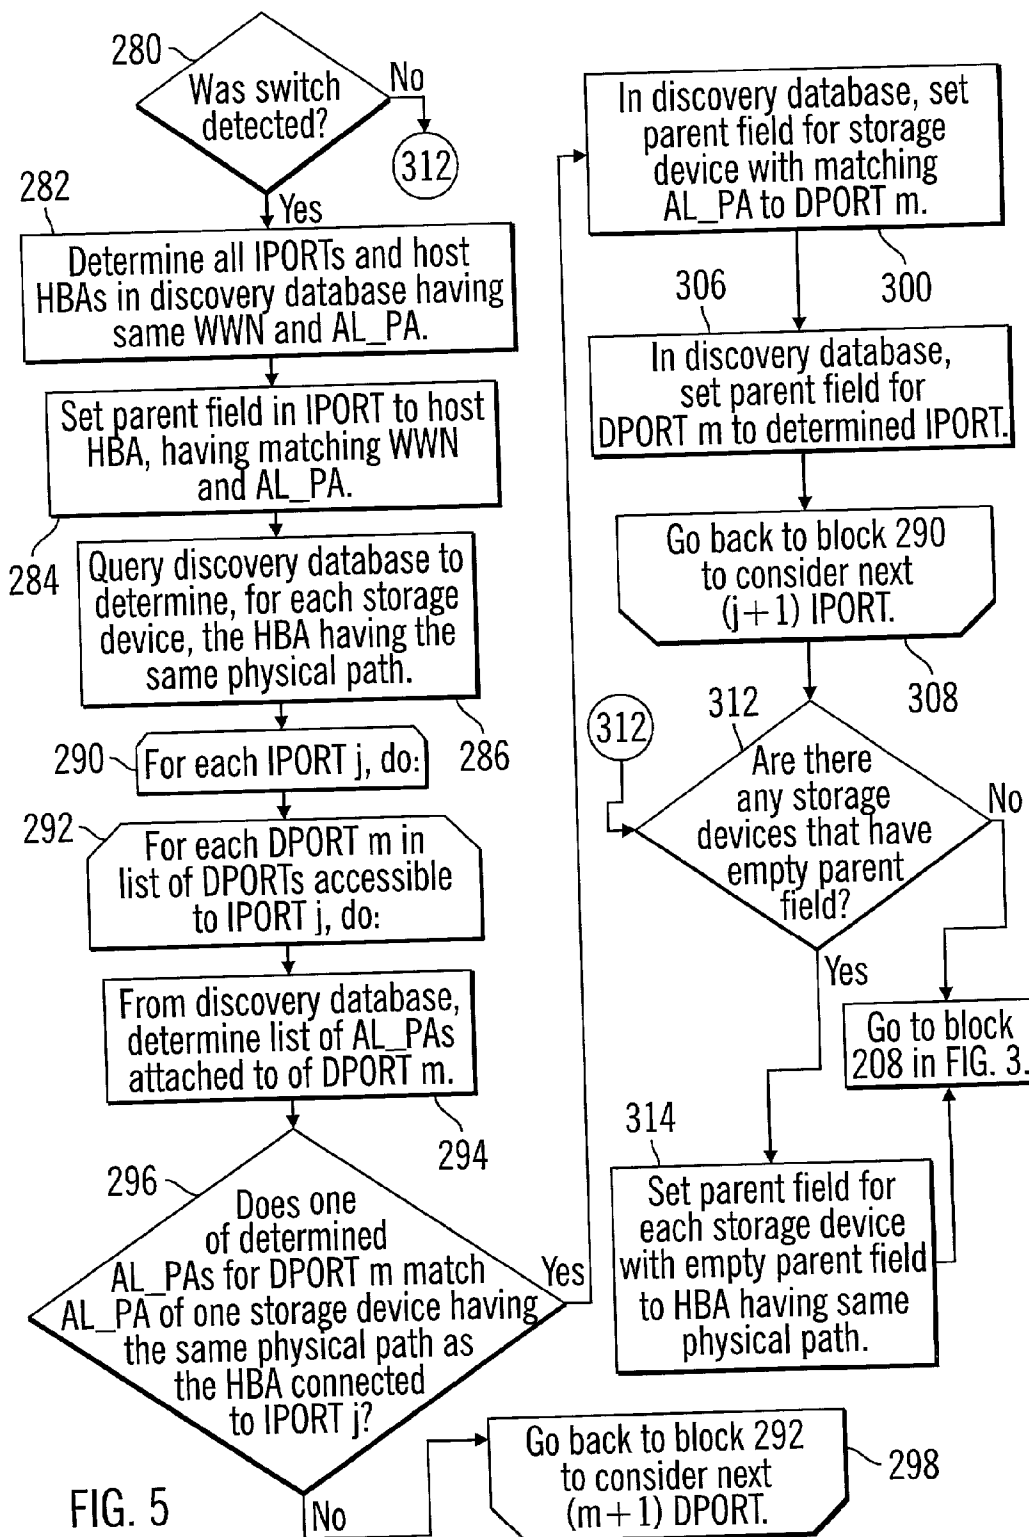 280
Was switch
detected?
No
312
Yes
282
Determine all IPORTs and host
HBAs in discovery database having
same WWN and AL_PA.
Set parent field in IPORT to host
HBA, having matching WWN
and AL_PA.
284
Query discovery database to
determine, for each storage
device, the HBA having the
same physical path.
286
290
For each IPORT j, do:
292
For each DPORT m in
list of DPORTs accessible
to IPORT j, do:
From discovery database,
determine list of AL_PAs
attached to of DPORT m.
294
296
Does one
of determined
AL_PAs for DPORT m match
AL_PA of one storage device having
the same physical path as
the HBA connected
to IPORT j?
Yes
No
Go back to block 292
to consider next
(m+1) DPORT.
298
In discovery database, set
parent field for storage
device with matching
AL_PA to DPORT m.
300
306
In discovery database,
set parent field for
DPORT m to determined IPORT.
Go back to block 290
to consider next
(j+1) IPORT.
308
312
312
Are there
any storage
devices that have
empty parent
field?
No
Yes
Go to block
208 in FIG. 3.
314
Set parent field for
each storage device
with empty parent field
to HBA having same
physical path.
FIG. 5